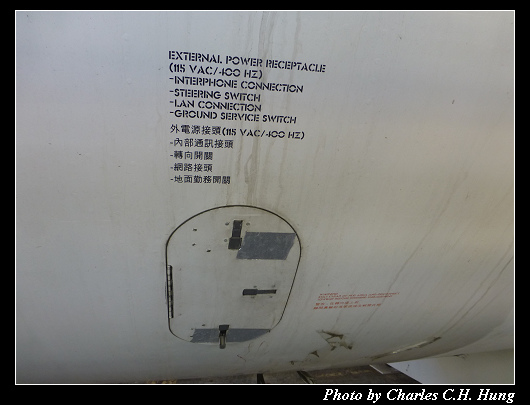 EXTERNAL POWER RECEPTACLE
(115 VAC/400 HZ)
-INTERPHONE CONNECTION
-STEERING SWITCH
-LAN CONNECTION
-GROUND SERVICE SWITCH
外電源接頭(115 VAC/400 HZ)
-內部通訊接頭
-轉向開關
-網路接頭
-地面勤務開關
Photo by Charles C.H. Hung